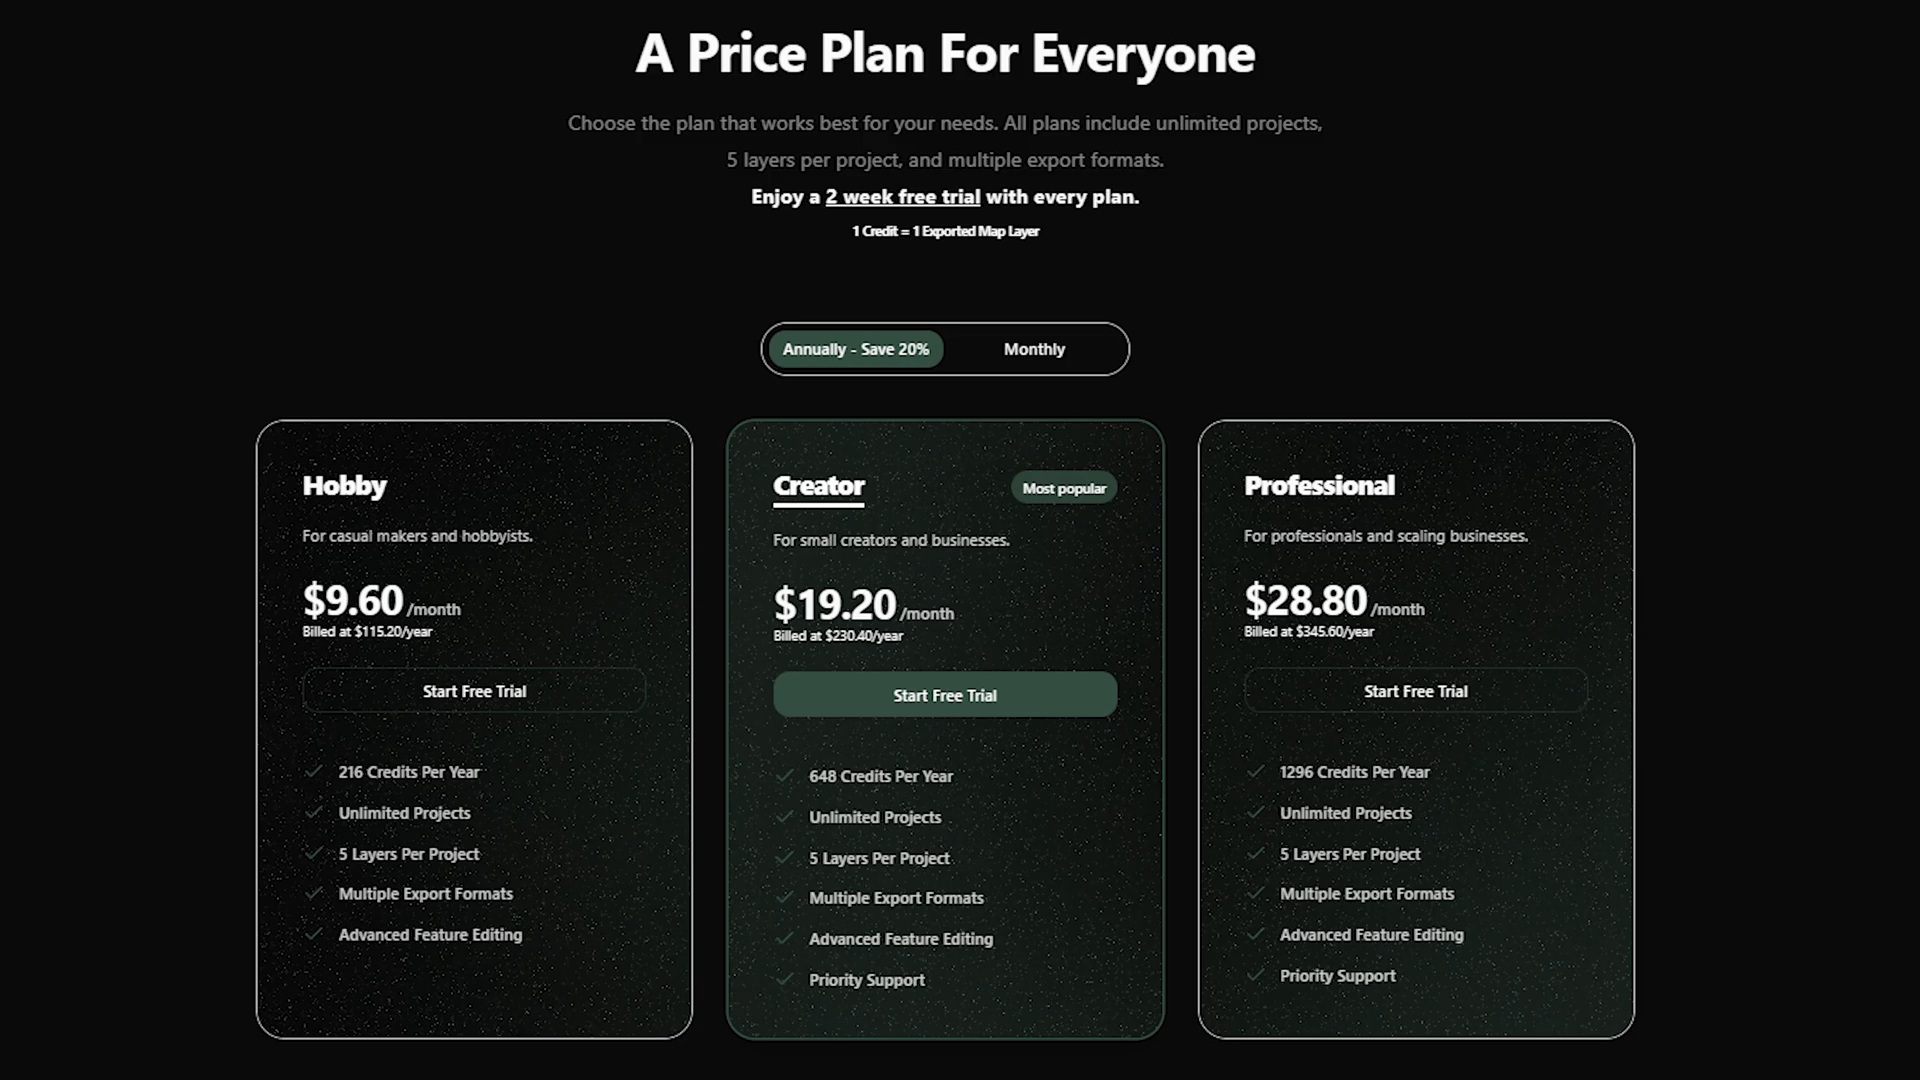 A Price Plan For Everyone
Choose the plan that works best for your needs. All plans include unlimited projects,
5 layers per project, and multiple export formats.
Enjoy a 2 week free trial with every plan.
1 Credit = 1 Exported Map Layer
Annually - Save 20%
Monthly
Hobby
For casual makers and hobbyists.
$9.60 /month
Billed at $115.20/year
Start Free Trial
216 Credits Per Year
Unlimited Projects
5 Layers Per Project
Multiple Export Formats
Advanced Feature Editing
Creator
Most popular
For small creators and businesses.
$19.20 /month
Billed at $230.40/year
Start Free Trial
648 Credits Per Year
Unlimited Projects
5 Layers Per Project
Multiple Export Formats
Advanced Feature Editing
Priority Support
Professional
For professionals and scaling businesses.
$28.80 /month
Billed at $345.60/year
Start Free Trial
1296 Credits Per Year
Unlimited Projects
5 Layers Per Project
Multiple Export Formats
Advanced Feature Editing
Priority Support